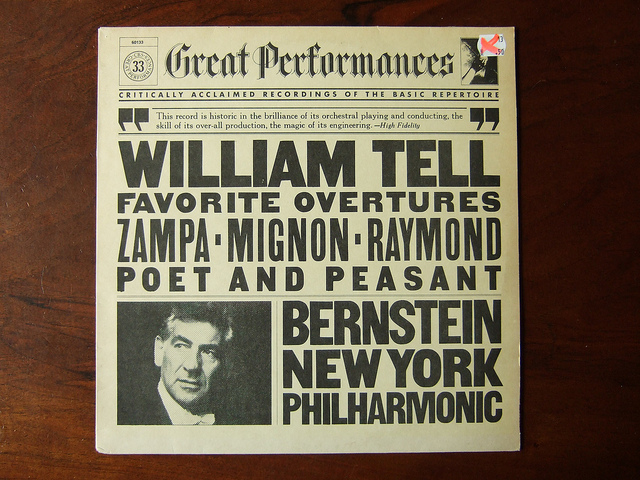 60133
33
Great Performances
CRITICALLY ACCLAIMED RECORDINGS OF THE BASIC REPERTOIRE
"This record is historic in the brilliance of its orchestral playing and conducting, the
skill of its over-all production, the magic of its engineering. —High Fidelity"
WILLIAM TELL
FAVORITE OVERTURES
ZAMPA·MIGNON·RAYMOND
POET AND PEASANT
BERNSTEIN
NEW YORK
PHILHARMONIC